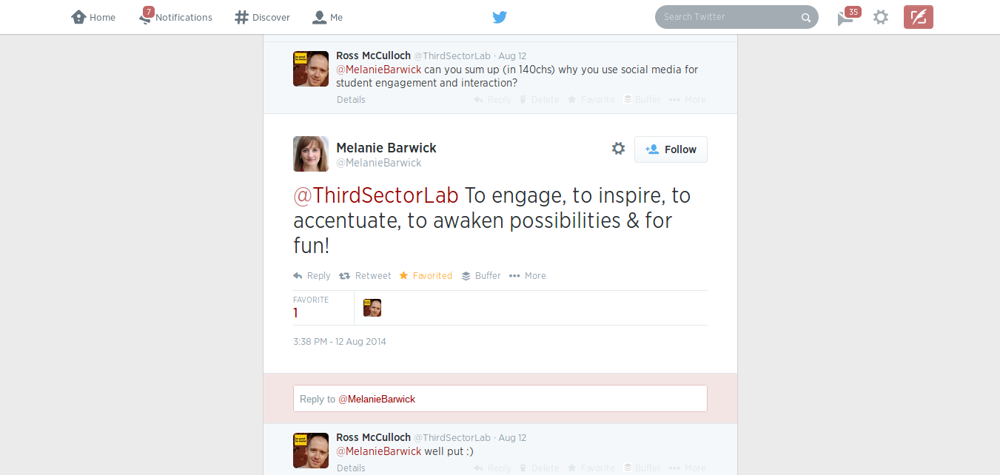 Home
7
Notifications
Discover
Me
Search Twitter
35
Ross McCulloch @ThirdSectorLab · Aug 12
@MelanieBarwick can you sum up (in 140chs) why you use social media for
student engagement and interaction?
Details Reply Delete Favorite Buffer More
Melanie Barwick
@MelanieBarwick
Follow
@ThirdSectorLab To engage, to inspire, to
accentuate, to awaken possibilities & for
fun!
Reply Retweet Favorited Buffer More
FAVORITE
1
3:38 PM - 12 Aug 2014
Reply to @MelanieBarwick
Ross McCulloch @ThirdSectorLab · Aug 12
@MelanieBarwick well put :)
Details Reply Delete Favorite Buffer More